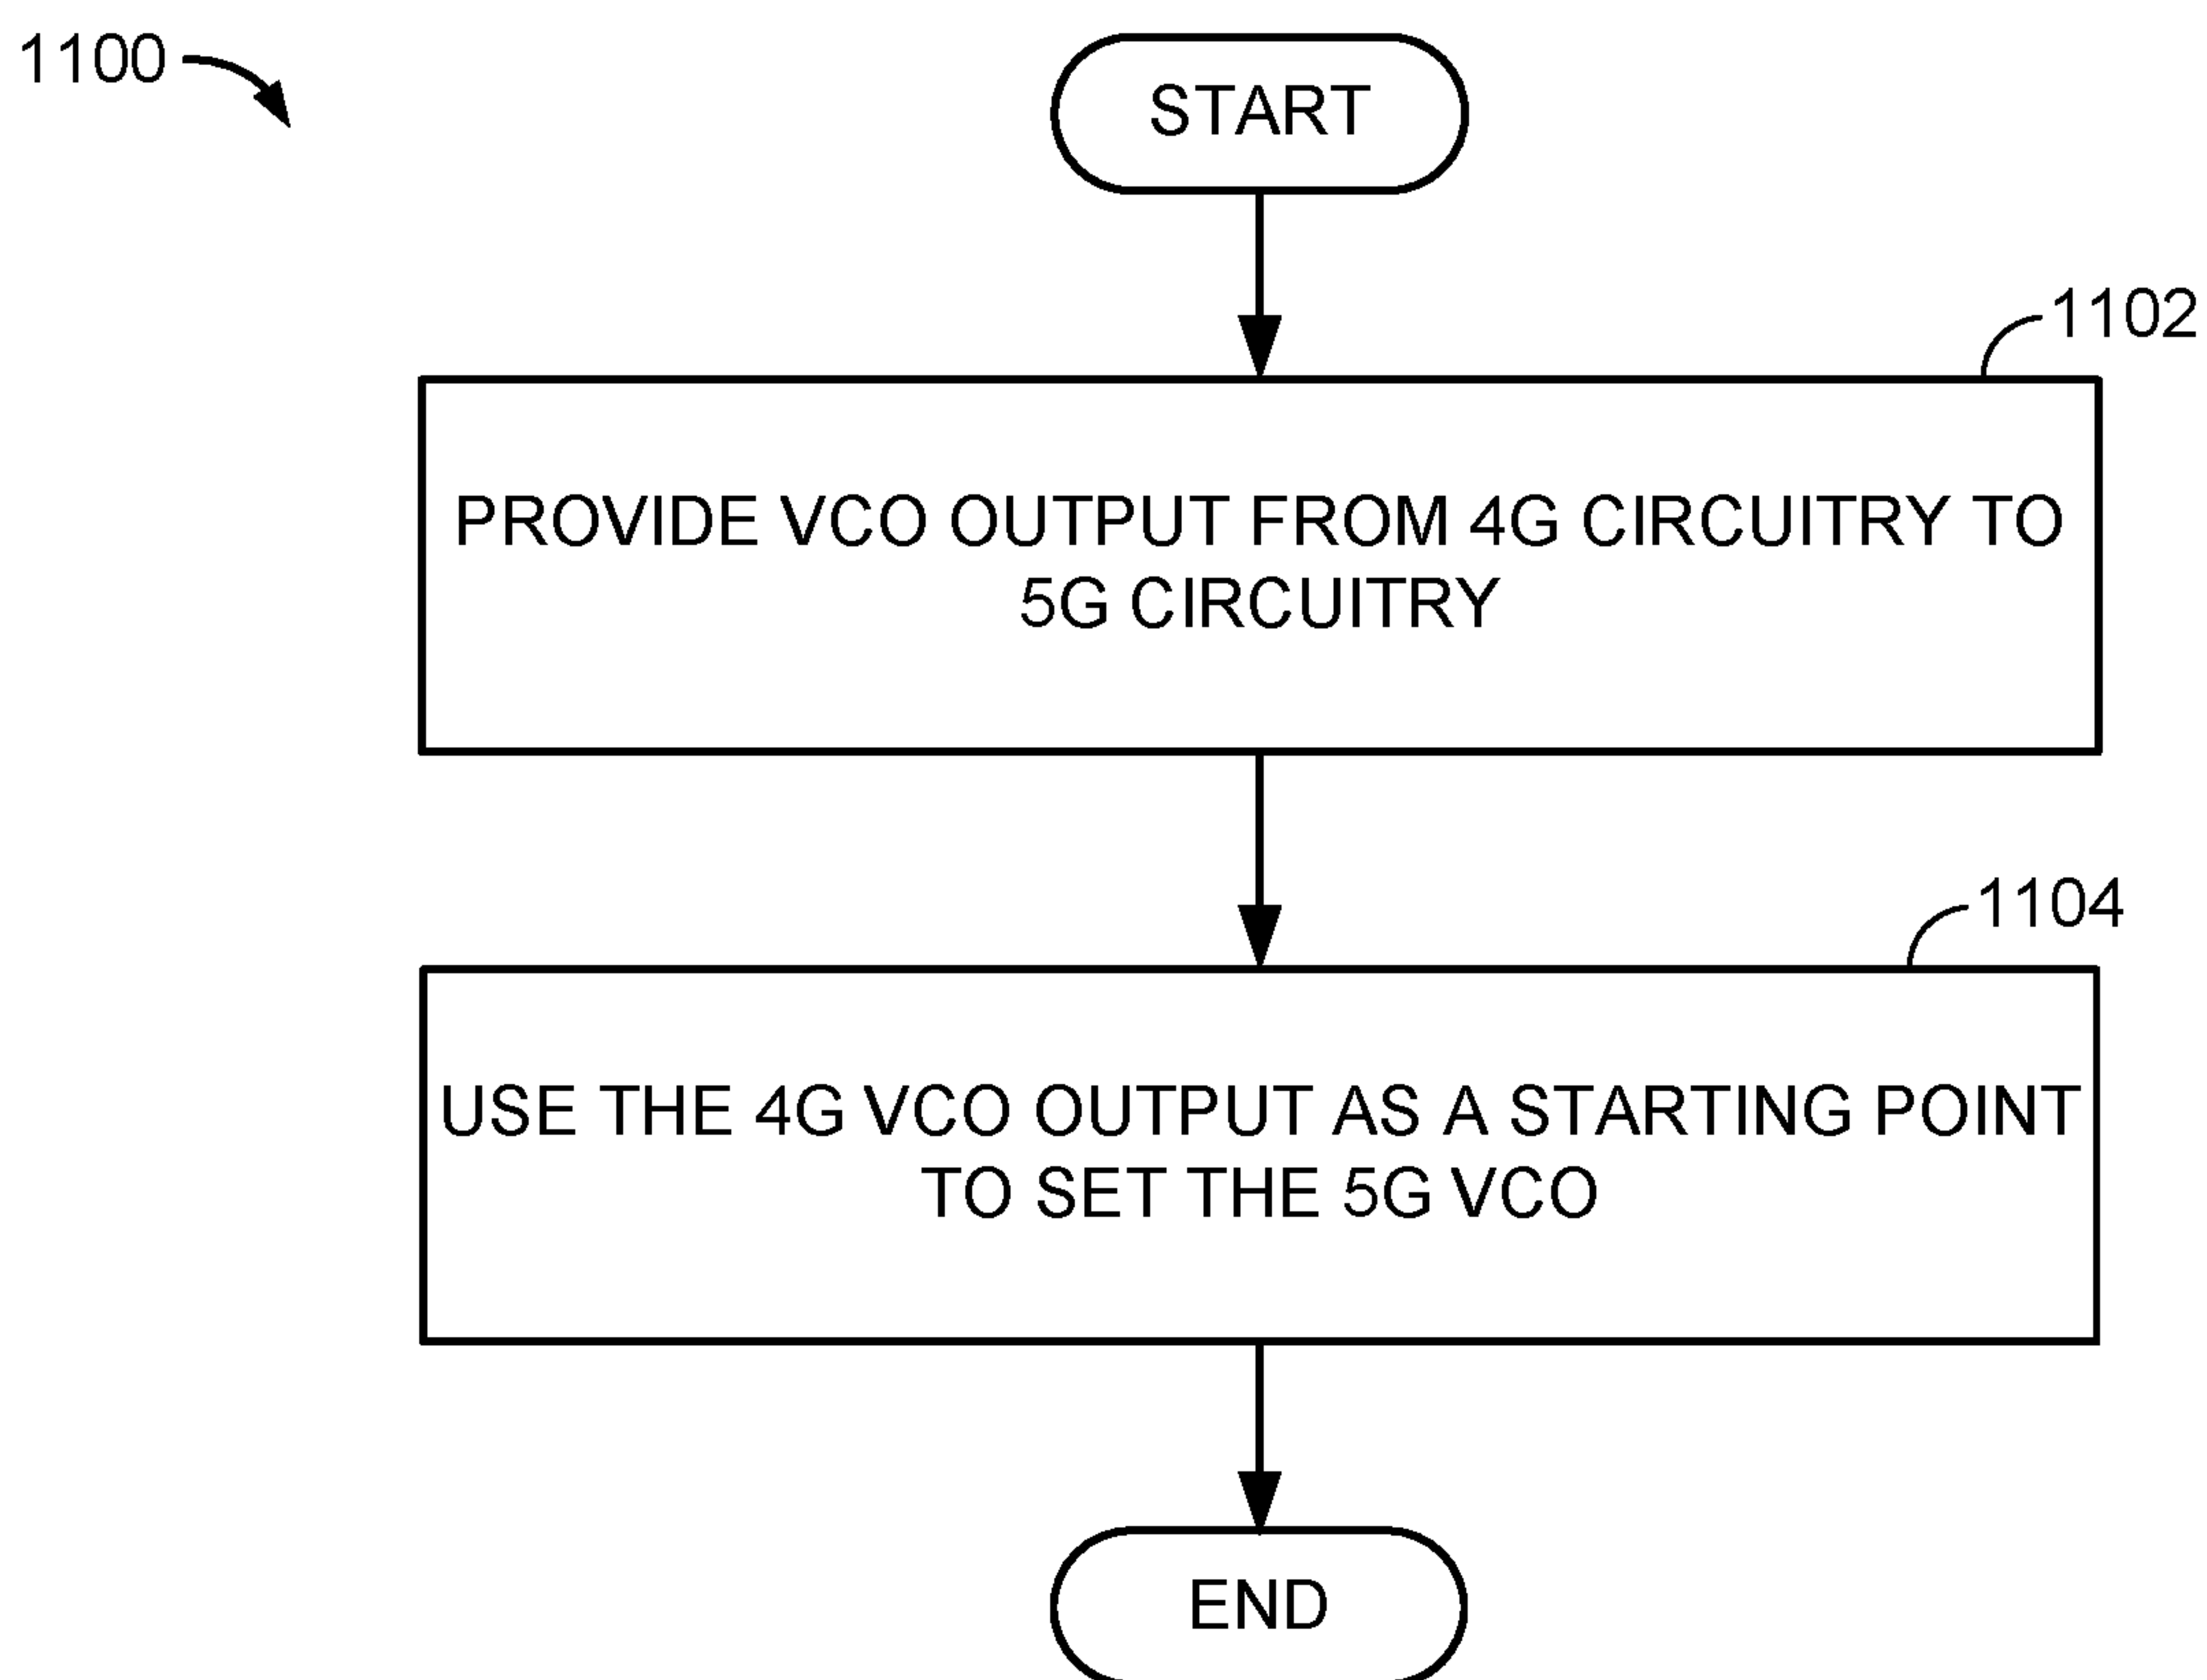 1100
START
1102
PROVIDE VCO OUTPUT FROM 4G CIRCUITRY TO
5G CIRCUITRY
1104
USE THE 4G VCO OUTPUT AS A STARTING POINT
TO SET THE 5G VCO
END